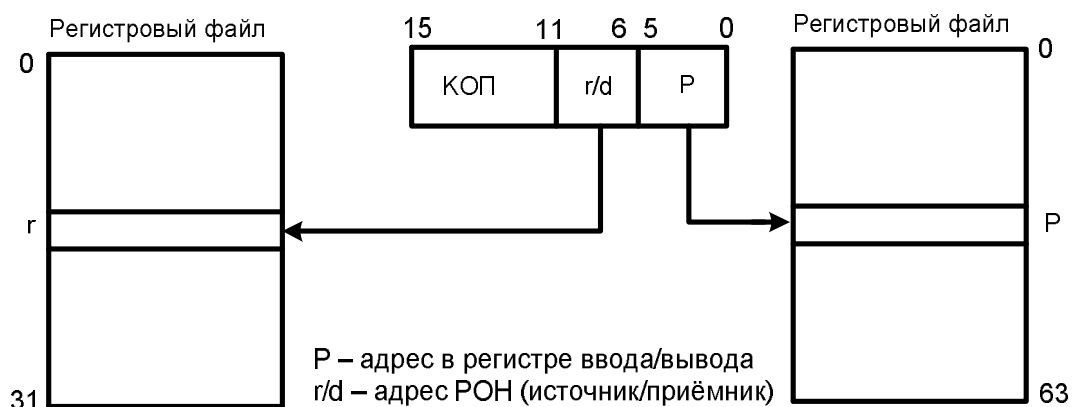 Регистровый файл
0
r
31
15 11 6 5 0
КОП r/d P
Регистровый файл
0
P
63
P – адрес в регистре ввода/вывода
r/d – адрес РОН (источник/приёмник)